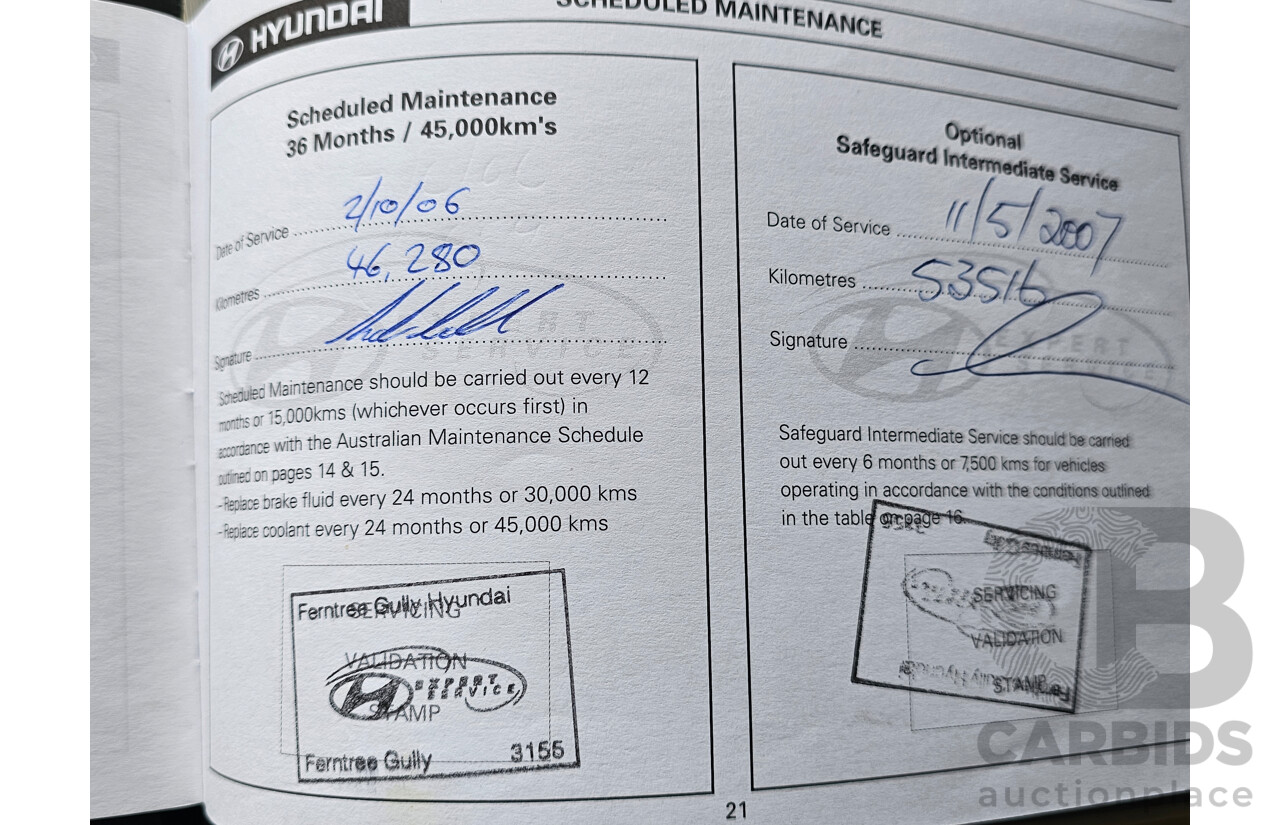 HYUNDAI
SCHEDULED MAINTENANCE
Scheduled Maintenance
36 Months / 45,000km's
Date of Service 2/10/06
Kilometres 46,280
Signature
EXPERT
SERVICE
Scheduled Maintenance should be carried out every 12
months or 15,000kms (whichever occurs first) in
accordance with the Australian Maintenance Schedule
outlined on pages 14 & 15.
-Replace brake fluid every 24 months or 30,000 kms
-Replace coolant every 24 months or 45,000 kms
Ferntree Gully Hyundai
SERVICING
VALIDATION
EXPERT
SERVICE
STAMP
Ferntree Gully 3156
Optional
Safeguard Intermediate Service
Date of Service 11/5/2007
Kilometres 53516
Signature
EXPERT
SERVICE
Safeguard Intermediate Service should be carried
out every 6 months or 7,500 kms for vehicles
operating in accordance with the conditions outlined
in the table on page 16.
SERVICING
VALIDATION
STAMP
21
CARBIDS
auctionplace